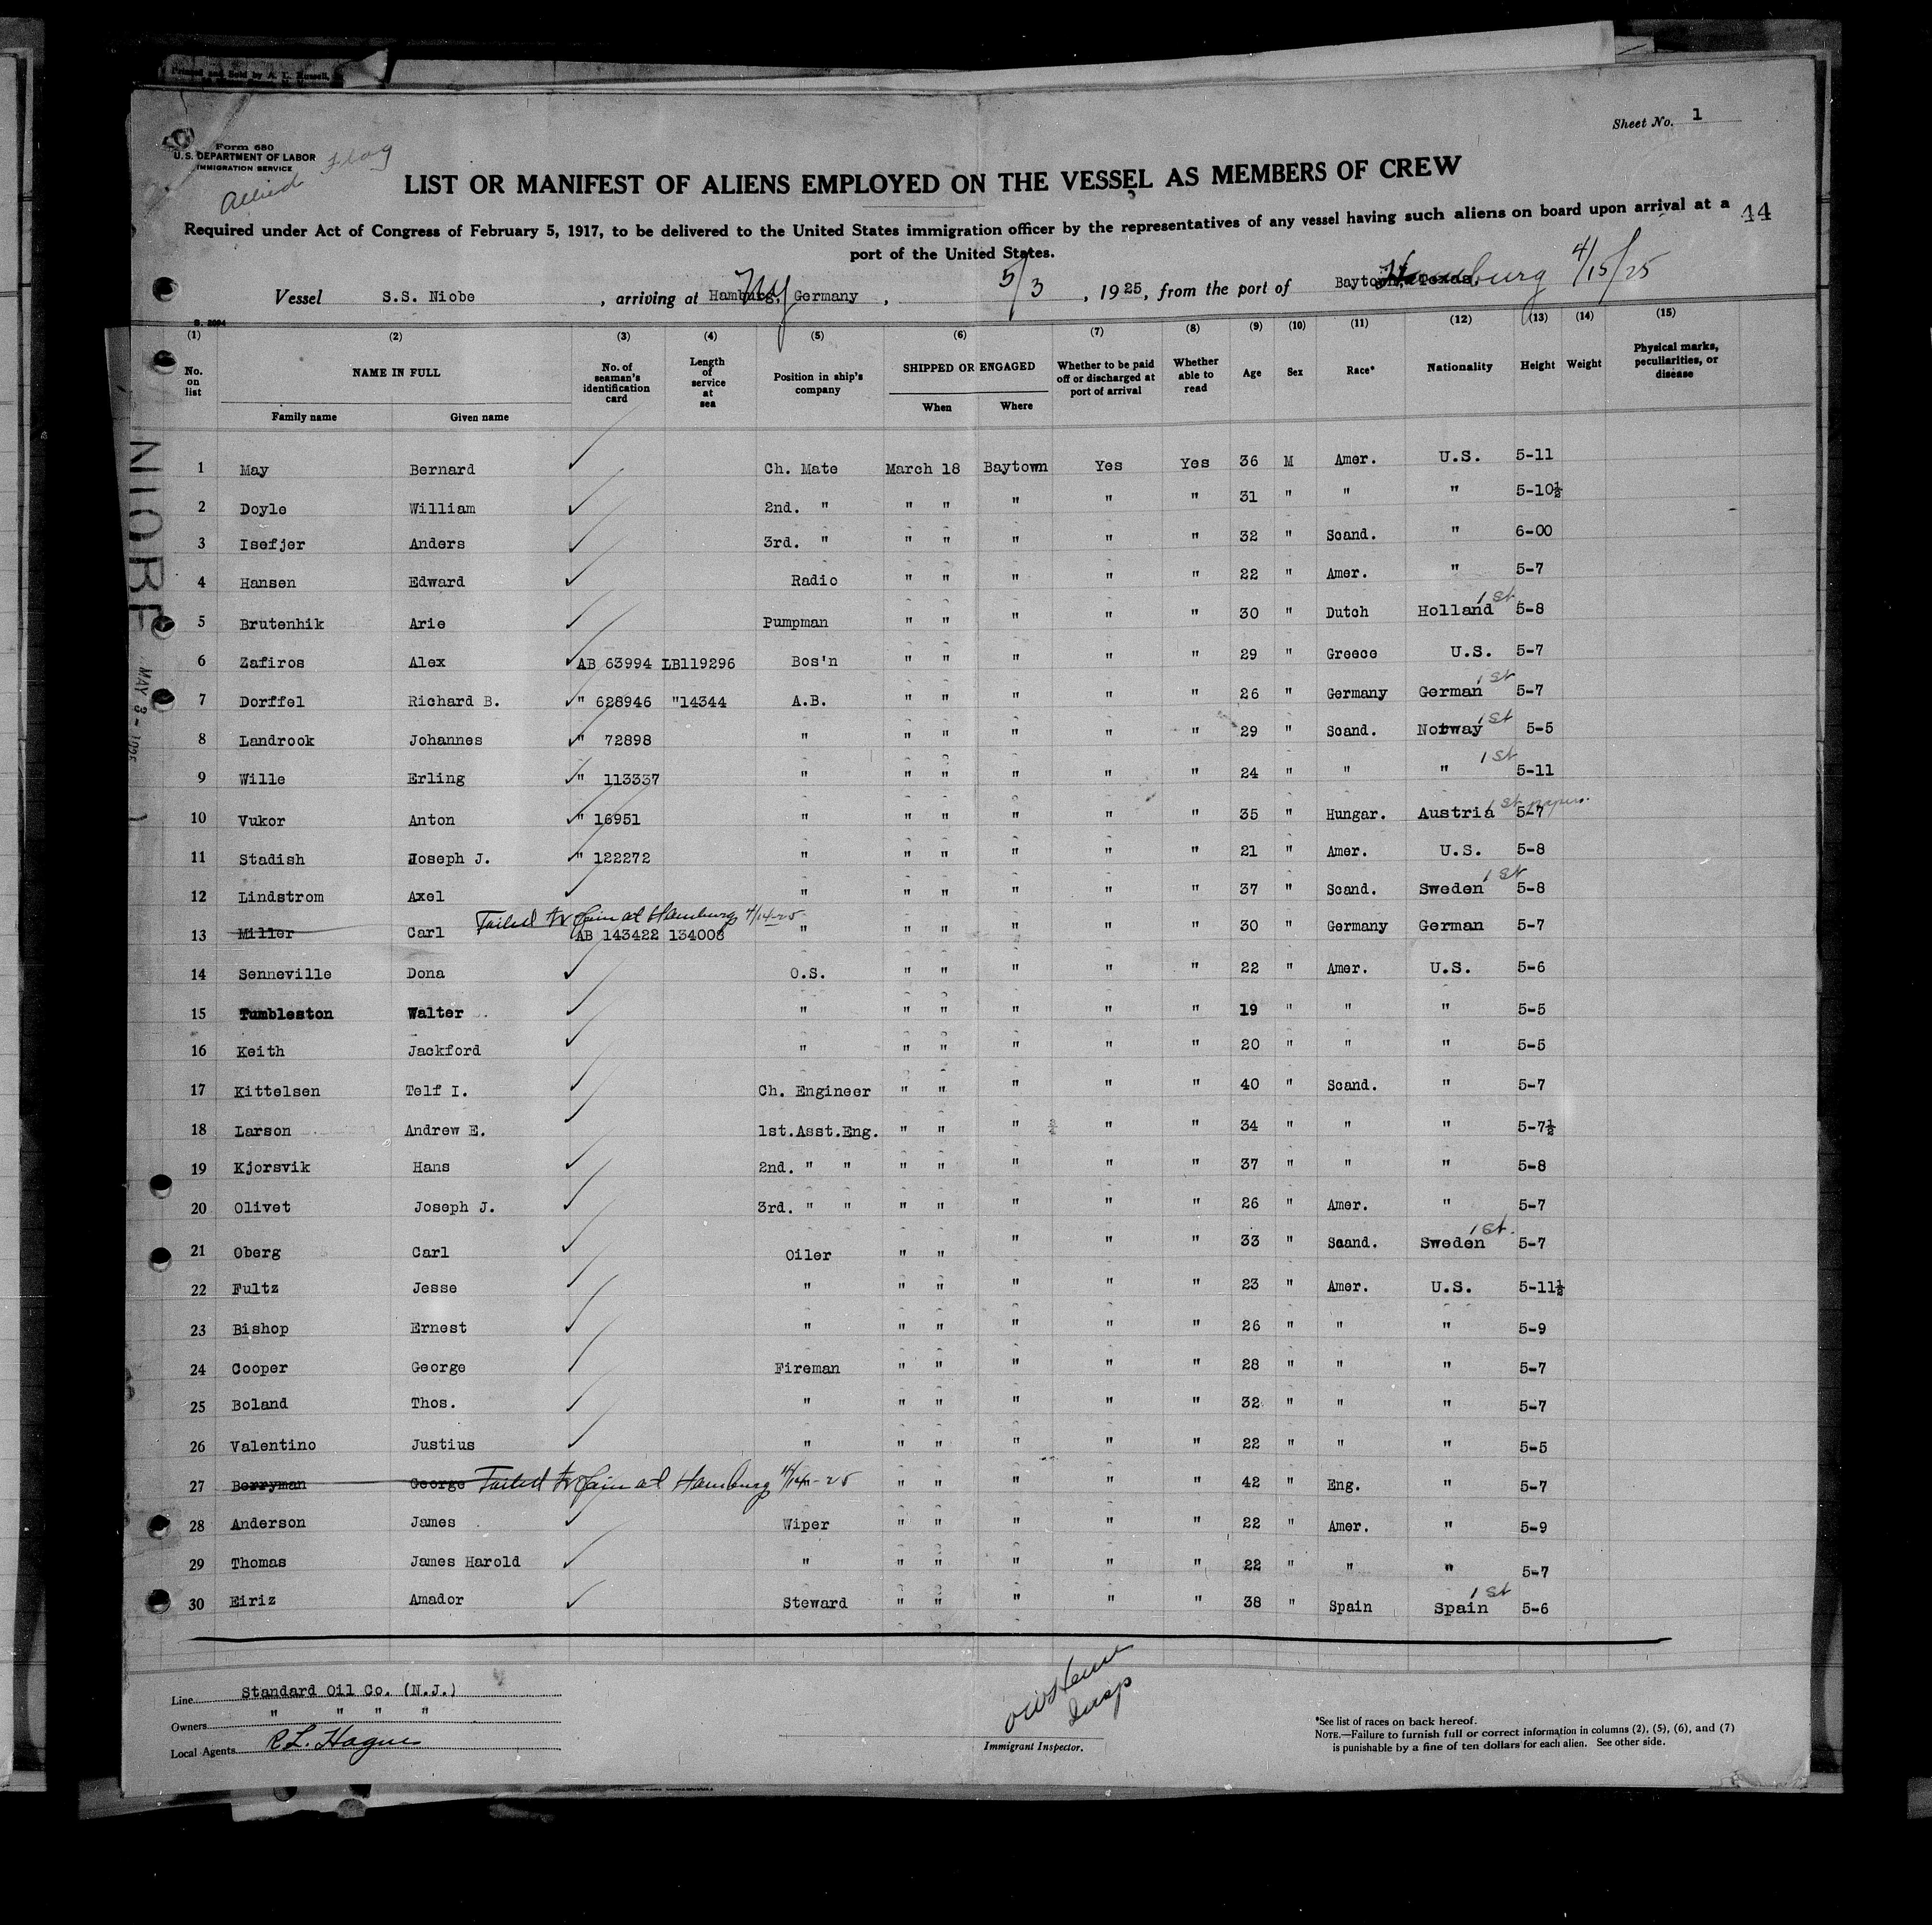 Sheet No. 1
Form 680
U.S. DEPARTMENT OF LABOR
IMMIGRATION SERVICE
Allied Flag
LIST OR MANIFEST OF ALIENS EMPLOYED ON THE VESSEL AS MEMBERS OF CREW
Required under Act of Congress of February 5, 1917, to be delivered to the United States immigration officer by the representatives of any vessel having such aliens on board upon arrival at a
port of the United States.
44
Vessel S.S. Niobe , arriving at Hamburg, Germany , NY 5/3 , 1925, from the port of Baytown, Texas Hamburg 4/15/25
(1) (2) (3) (4) (5) (6) (7) (8) (9) (10) (11) (12) (13) (14) (15)
No. on list NAME IN FULL Family name Given name No. of seaman's identification card Length of service at sea Position in ship's company SHIPPED OR ENGAGED When Where Whether to be paid off or discharged at port of arrival Whether able to read Age Sex Race* Nationality Height Weight Physical marks, peculiarities, or disease
NIOBE
MAY 3 - 1925
1 May Bernard Ch. Mate March 18 Baytown Yes Yes 36 M Amer. U.S. 5-11
2 Doyle William 2nd. " " " " " " 31 " " " 5-10½
3 Isefjer Anders 3rd. " " " " " " 32 " Scand. " 6-00
4 Hansen Edward Radio " " " " " 22 " Amer. " 5-7
5 Brutenhik Arie Pumpman " " " " " 30 " Dutch Holland 1st 5-8
6 Zafiros Alex AB 63994 LB119296 Bos'n " " " " " 29 " Greece U.S. 5-7
7 Dorffel Richard B. " 628946 "14344 A.B. " " " " " 26 " Germany German 1st 5-7
8 Landrook Johannes " 72898 " " " " " " 29 " Scand. Norway 1st 5-5
9 Wille Erling " 113337 " " " " " " 24 " " " 1st 5-11
10 Vukor Anton " 16951 " " " " " " 35 " Hungar. Austria 1st papers. 5-7
11 Stadish Joseph J. " 122272 " " " " " " 21 " Amer. U.S. 5-8
12 Lindstrom Axel " " " " " " 37 " Scand. Sweden 1st 5-8
Failed to Join at Hamburg 4/14-25
13 Miller Carl AB 143422 134008 " " " " " " 30 " Germany German 5-7
14 Senneville Dona O.S. " " " " " 22 " Amer. U.S. 5-6
15 Tumbleston Walter " " " " " " 19 " " " 5-5
16 Keith Jackford " " " " " " 20 " " " 5-5
17 Kittelsen Telf I. Ch. Engineer " " " " " 40 " Scand. " 5-7
18 Larson Andrew E. 1st.Asst.Eng. " " " " " 34 " " " 5-7½
19 Kjorsvik Hans 2nd. " " " " " " " 37 " " " 5-8
20 Olivet Joseph J. 3rd. " " " " " " " 26 " Amer. " 5-7
21 Oberg Carl Oiler " " " " " 33 " Scand. Sweden 1st. 5-7
22 Fultz Jesse " " " " " " 23 " Amer. U.S. 5-11½
23 Bishop Ernest " " " " " " 26 " " " 5-9
24 Cooper George Fireman " " " " " 28 " " " 5-7
25 Boland Thos. " " " " " " 32 " " " 5-7
26 Valentino Justius " " " " " " 22 " " " 5-5
27 Berryman George Failed to Join at Hamburg 4/14-25 " " " " " 42 " Eng. " 5-7
28 Anderson James Wiper " " " " " 22 " Amer. " 5-9
29 Thomas James Harold " " " " " " 22 " " " 5-7
30 Eiriz Amador Steward " " " " " 38 " Spain Spain 1st 5-6
Line Standard Oil Co. (N.J.)
Owners " " " "
Local Agents R.L. Hague
Insp
Immigrant Inspector.
*See list of races on back hereof.
NOTE.—Failure to furnish full or correct information in columns (2), (5), (6), and (7)
is punishable by a fine of ten dollars for each alien. See other side.